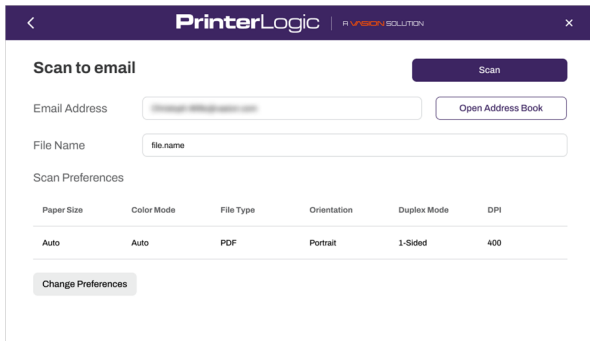 PrinterLogic A VASION SOLUTION
Scan to email
Scan
Email Address
Open Address Book
File Name
file.name
Scan Preferences
Paper Size Color Mode File Type Orientation Duplex Mode DPI
Auto Auto PDF Portrait 1-Sided 400
Change Preferences